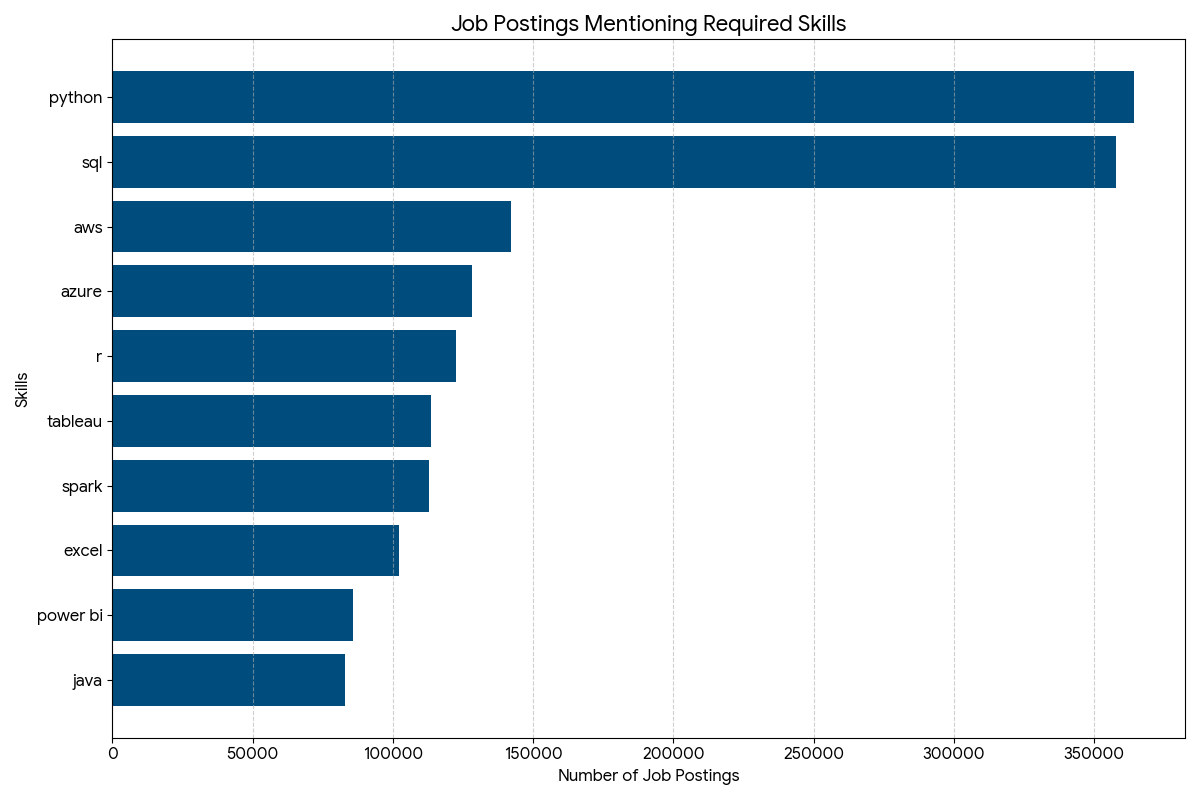 Job Postings Mentioning Required Skills
python
sql
aws
azure
r
tableau
spark
excel
power bi
java
Skills
0 50000 100000 150000 200000 250000 300000 350000
Number of Job Postings